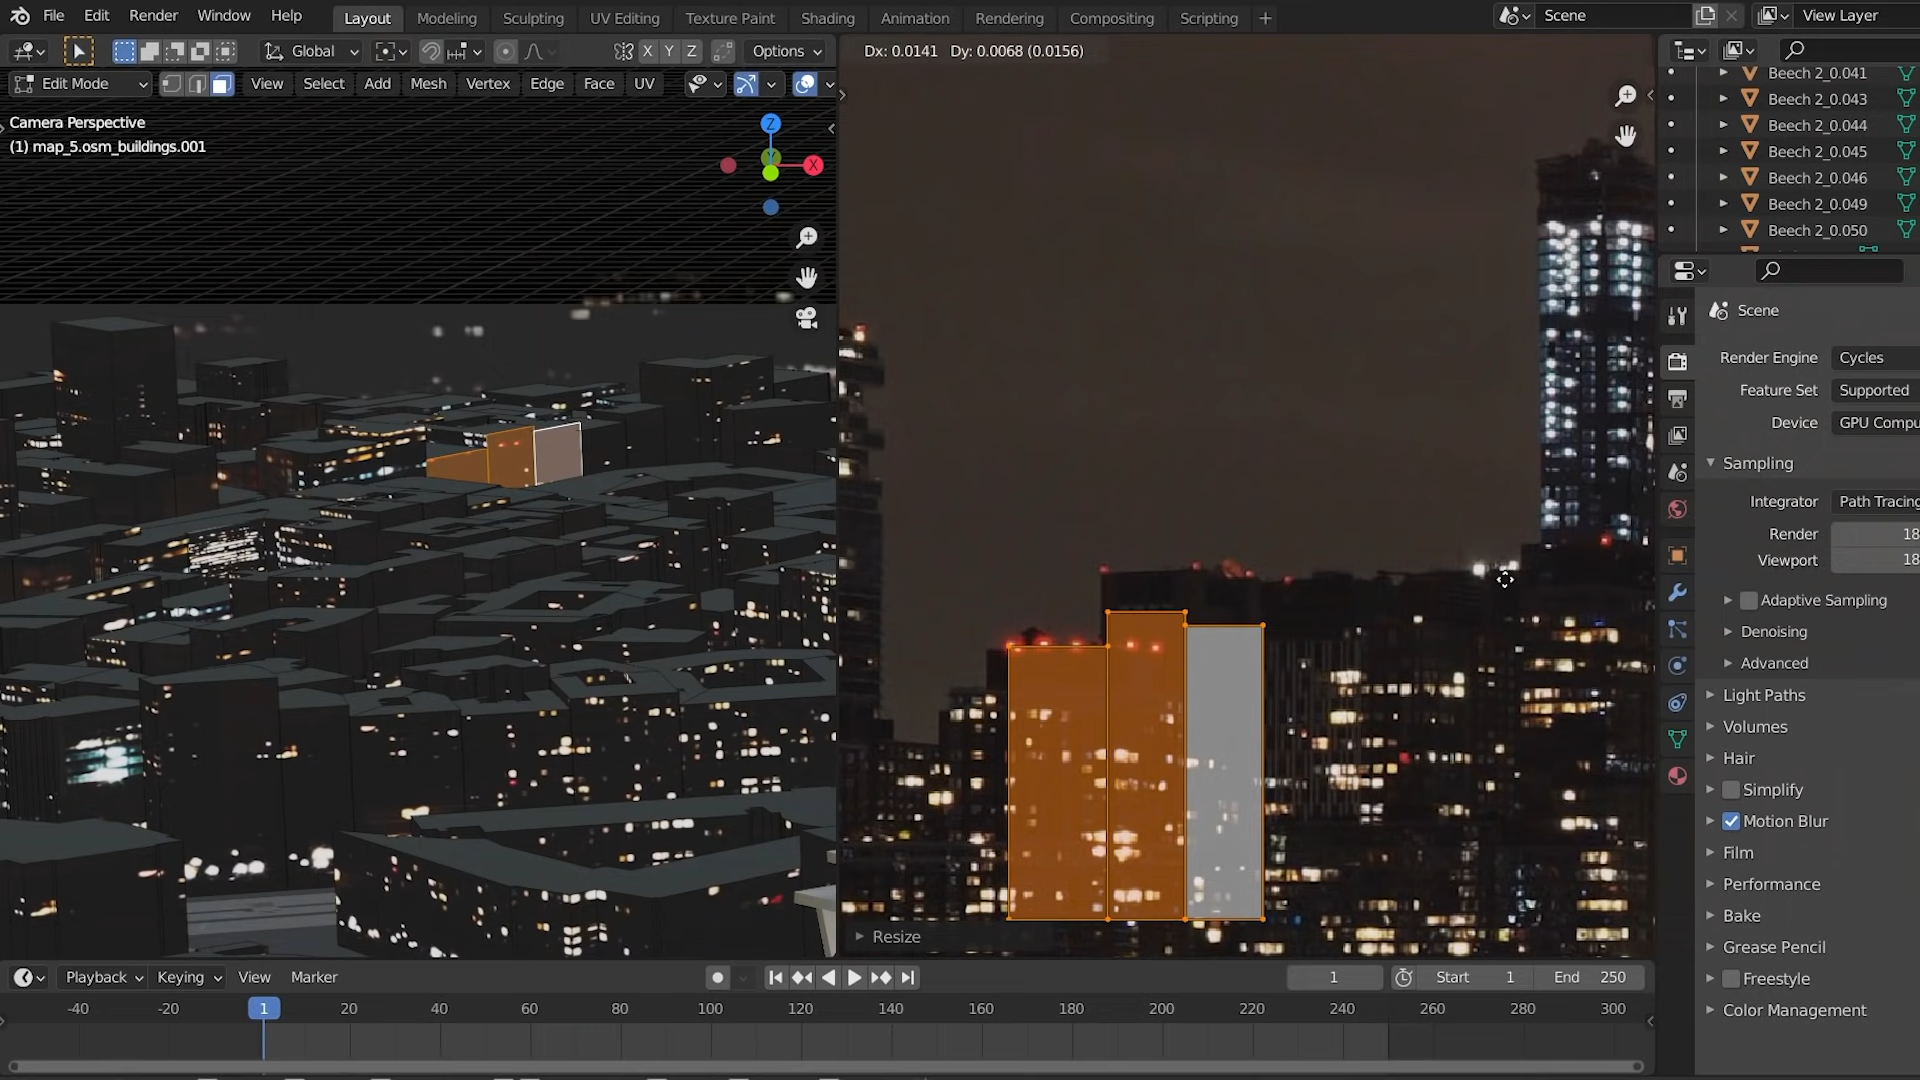 File Edit Render Window Help Layout Modeling Sculpting UV Editing Texture Paint Shading Animation Rendering Compositing Scripting + Scene View Layer
Global X Y Z Options
Dx: 0.0141 Dy: 0.0068 (0.0156)
Edit Mode View Select Add Mesh Vertex Edge Face UV
Camera Perspective
(1) map_5.osm_buildings.001
Z
X
Beech 2_0.041
Beech 2_0.043
Beech 2_0.044
Beech 2_0.045
Beech 2_0.046
Beech 2_0.049
Beech 2_0.050
Scene
Render Engine Cycles
Feature Set Supported
Device GPU Compu
Sampling
Integrator Path Tracing
Render 18
Viewport 18
Adaptive Sampling
Denoising
Advanced
Light Paths
Volumes
Hair
Simplify
Motion Blur
Film
Performance
Bake
Grease Pencil
Freestyle
Color Management
Resize
Playback Keying View Marker 1 Start 1 End 250
-40 -20 1 20 40 60 80 100 120 140 160 180 200 220 240 260 280 300